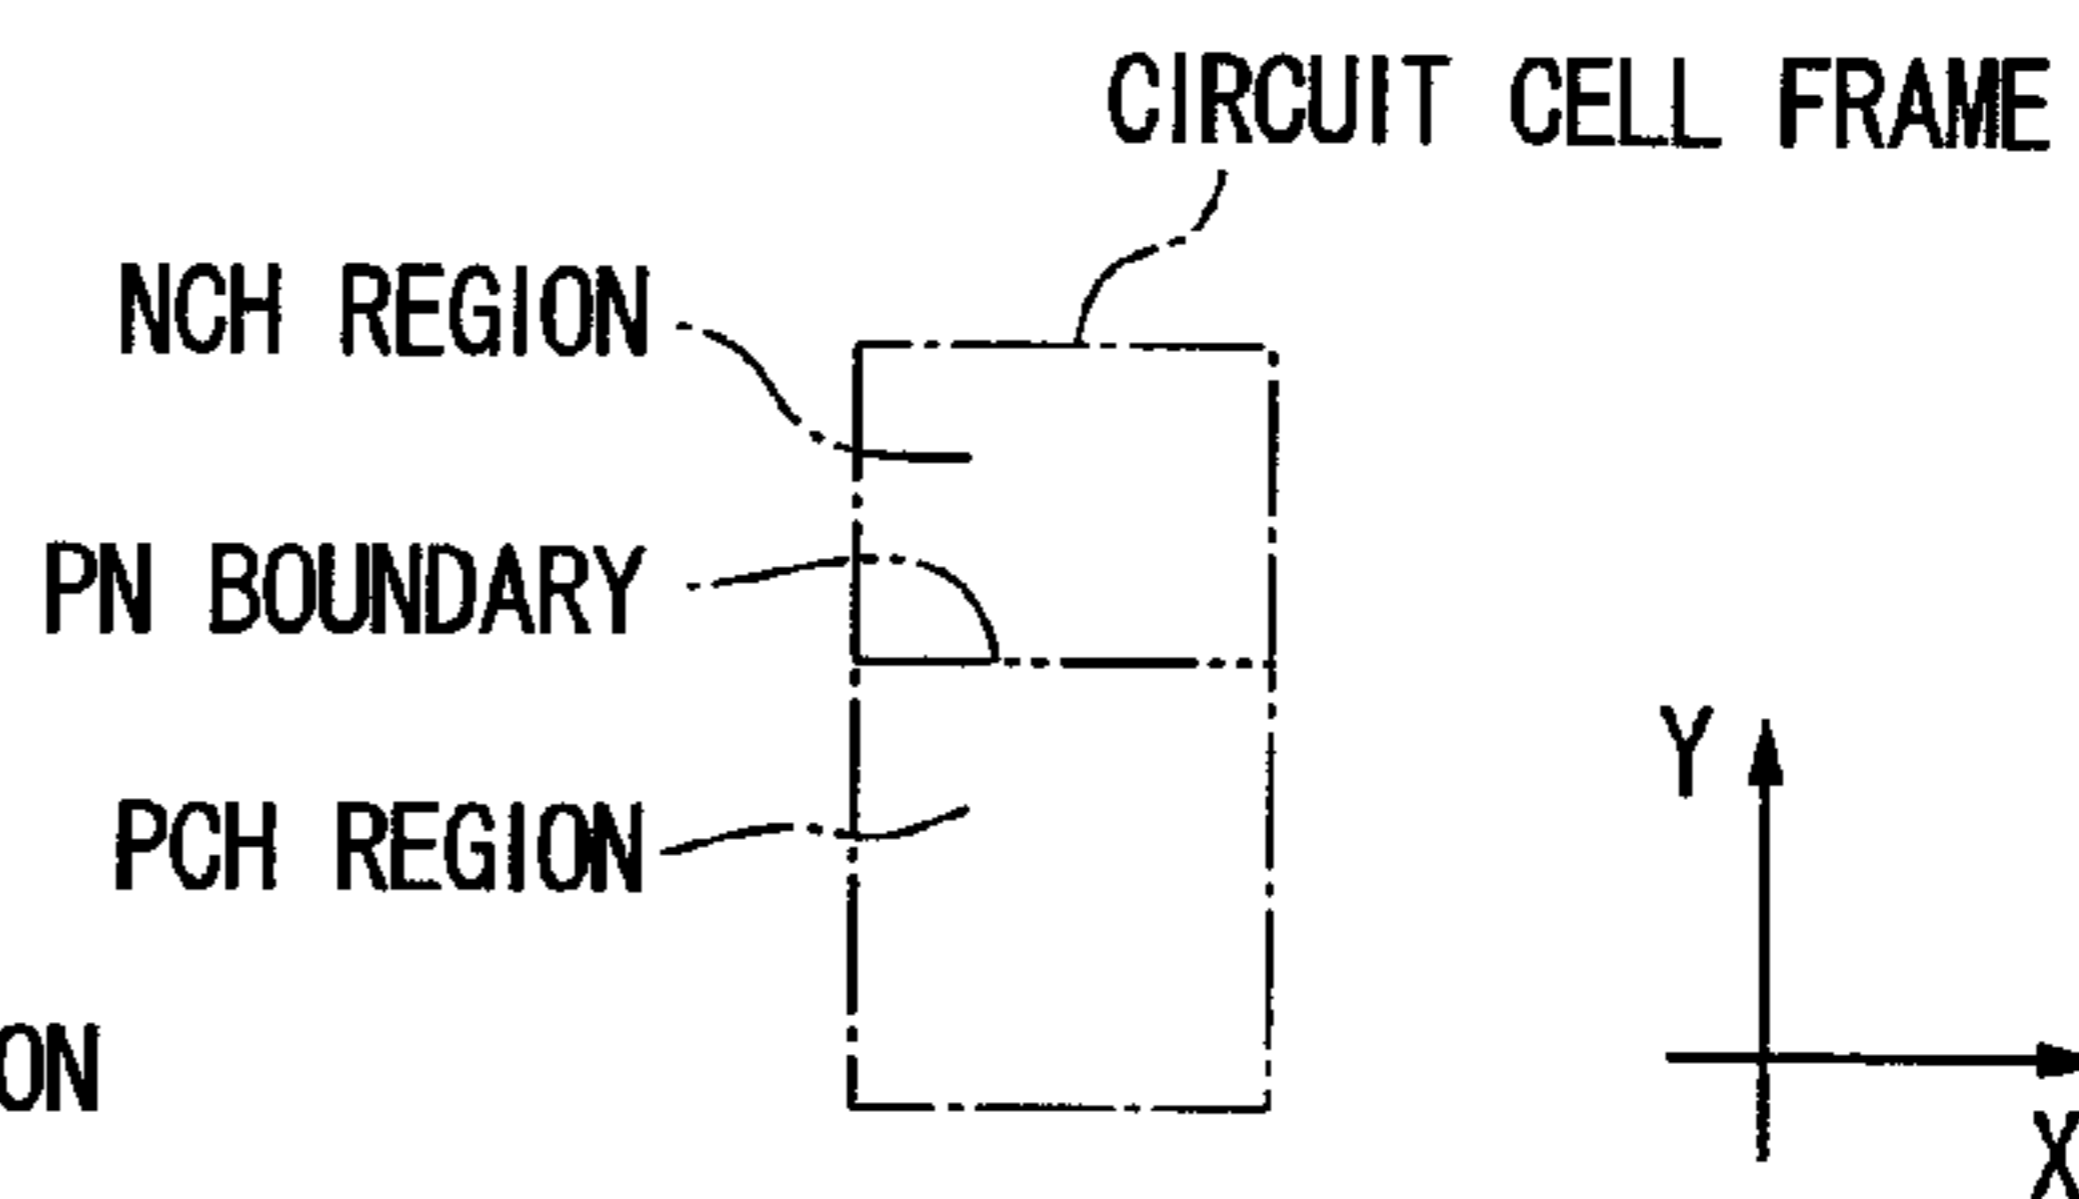 CIRCUIT CELL FRAME
NCH REGION
PN BOUNDARY
PCH REGION
ON
Y
X